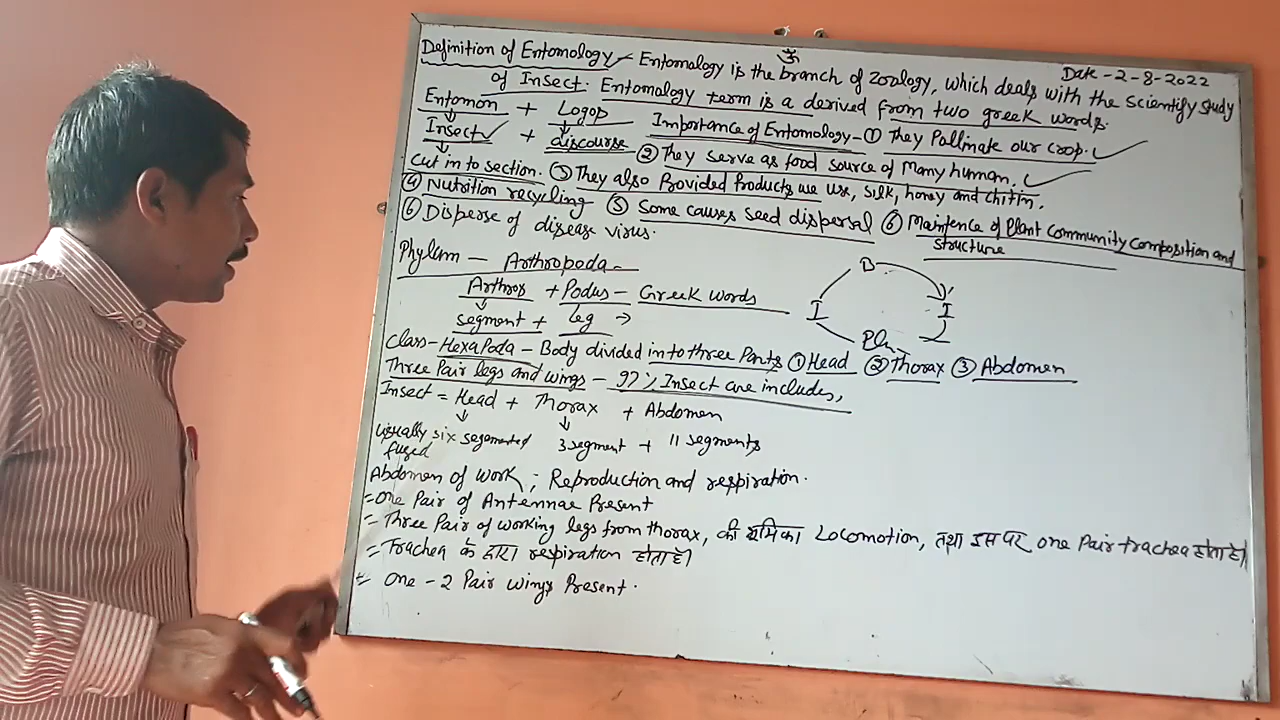 ॐ
Date - 2-8-2022
Definition of Entomology - Entomology is the branch of Zoology, which deals with the scientify study
of Insect. Entomology term is a derived from two greek words.
Entomon + Logop
Insect + discourse
cut in to section.
Importance of Entomology - ① They Pallinate our crop.
② They serve as food source of Many human.
③ They also Provided Products we use, silk, honey and chitin.
④ Nutrition recycling ⑤ Some causes seed dispersal ⑥ Maintence of Plant Community Composition and
structure
⑥ Disperse of disease virus.
Phylum - Arthropoda -
Arthros + Podus - Greek words
segment + leg →
B
I I
Pla
Class - HexaPoda - Body divided in to three Parts ① Head ② Thorax ③ Abdomen
Three Pair legs and wings - 97% Insect are includes,
Insect = Head + Thorax + Abdomen
usually six segemented 3 segment + 11 segments
fused
Abdomen of work ; Reproduction and respiration.
= One Pair of Antennae Present
= Three Pair of working legs from thorax, की भूमिका Locomotion, तथा इस पर one Pair trachea होता है।
= Trachea के द्वारा respiration होता है।
= One - 2 Pair wings Present.